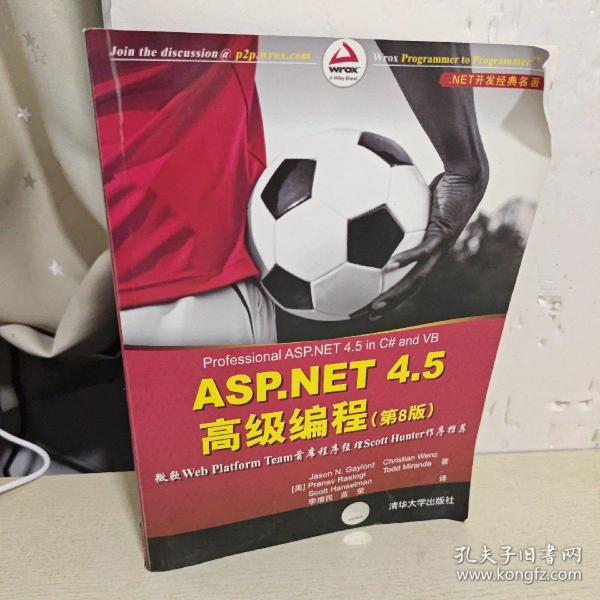 Join the discussion @ p2p.wrox.com
wrox
A Wiley Brand
Wrox Programmer to Programmer™
.NET开发经典名著
Professional ASP.NET 4.5 in C# and VB
ASP.NET 4.5
高级编程(第8版)
微软Web Platform Team首席程序经理Scott Hunter作序推荐
Jason N. Gaylord Christian Wenz
[美] Pranav Rastogi Todd Miranda 著
Scott Hanselman
李增民 苗荣 译
清华大学出版社
孔夫子旧书网
www.kongfz.com